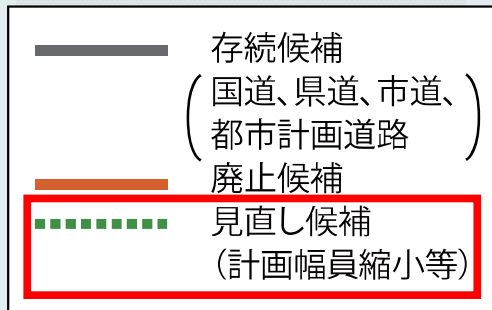 存続候補
(国道、県道、市道、
都市計画道路)
廃止候補
見直し候補
(計画幅員縮小等)